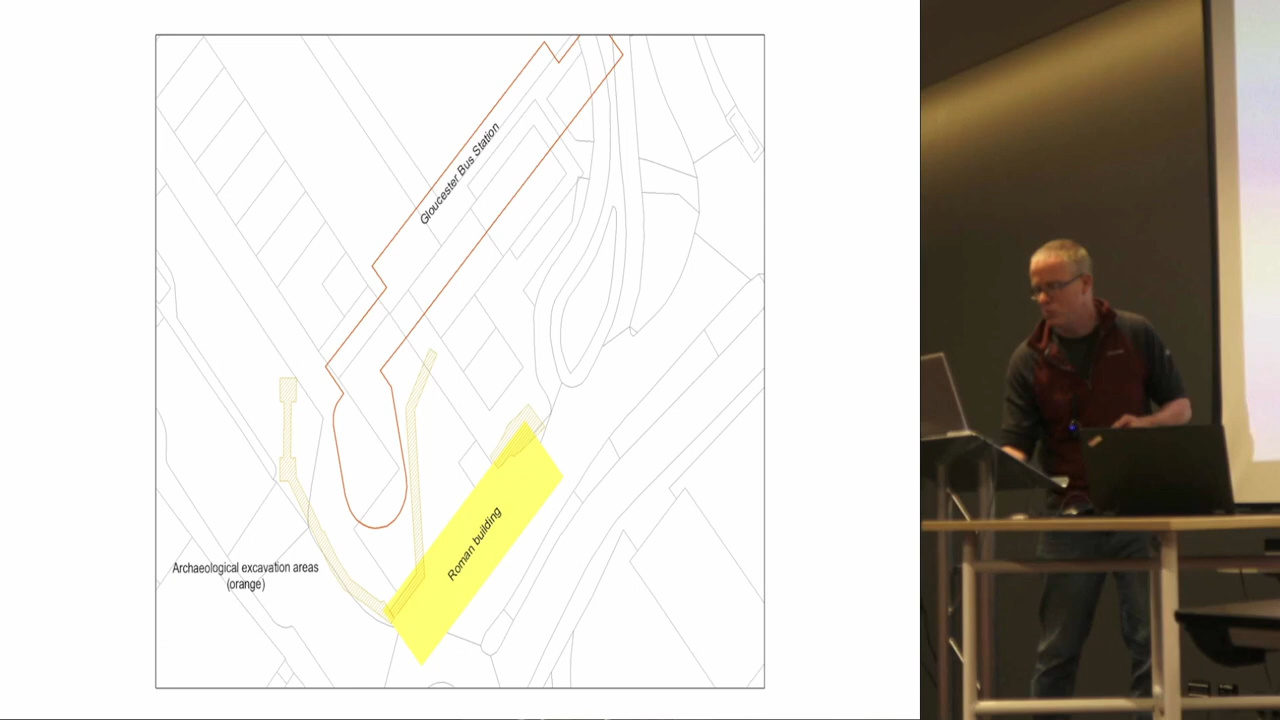 Gloucester Bus Station
Roman building
Archaeological excavation areas
(orange)